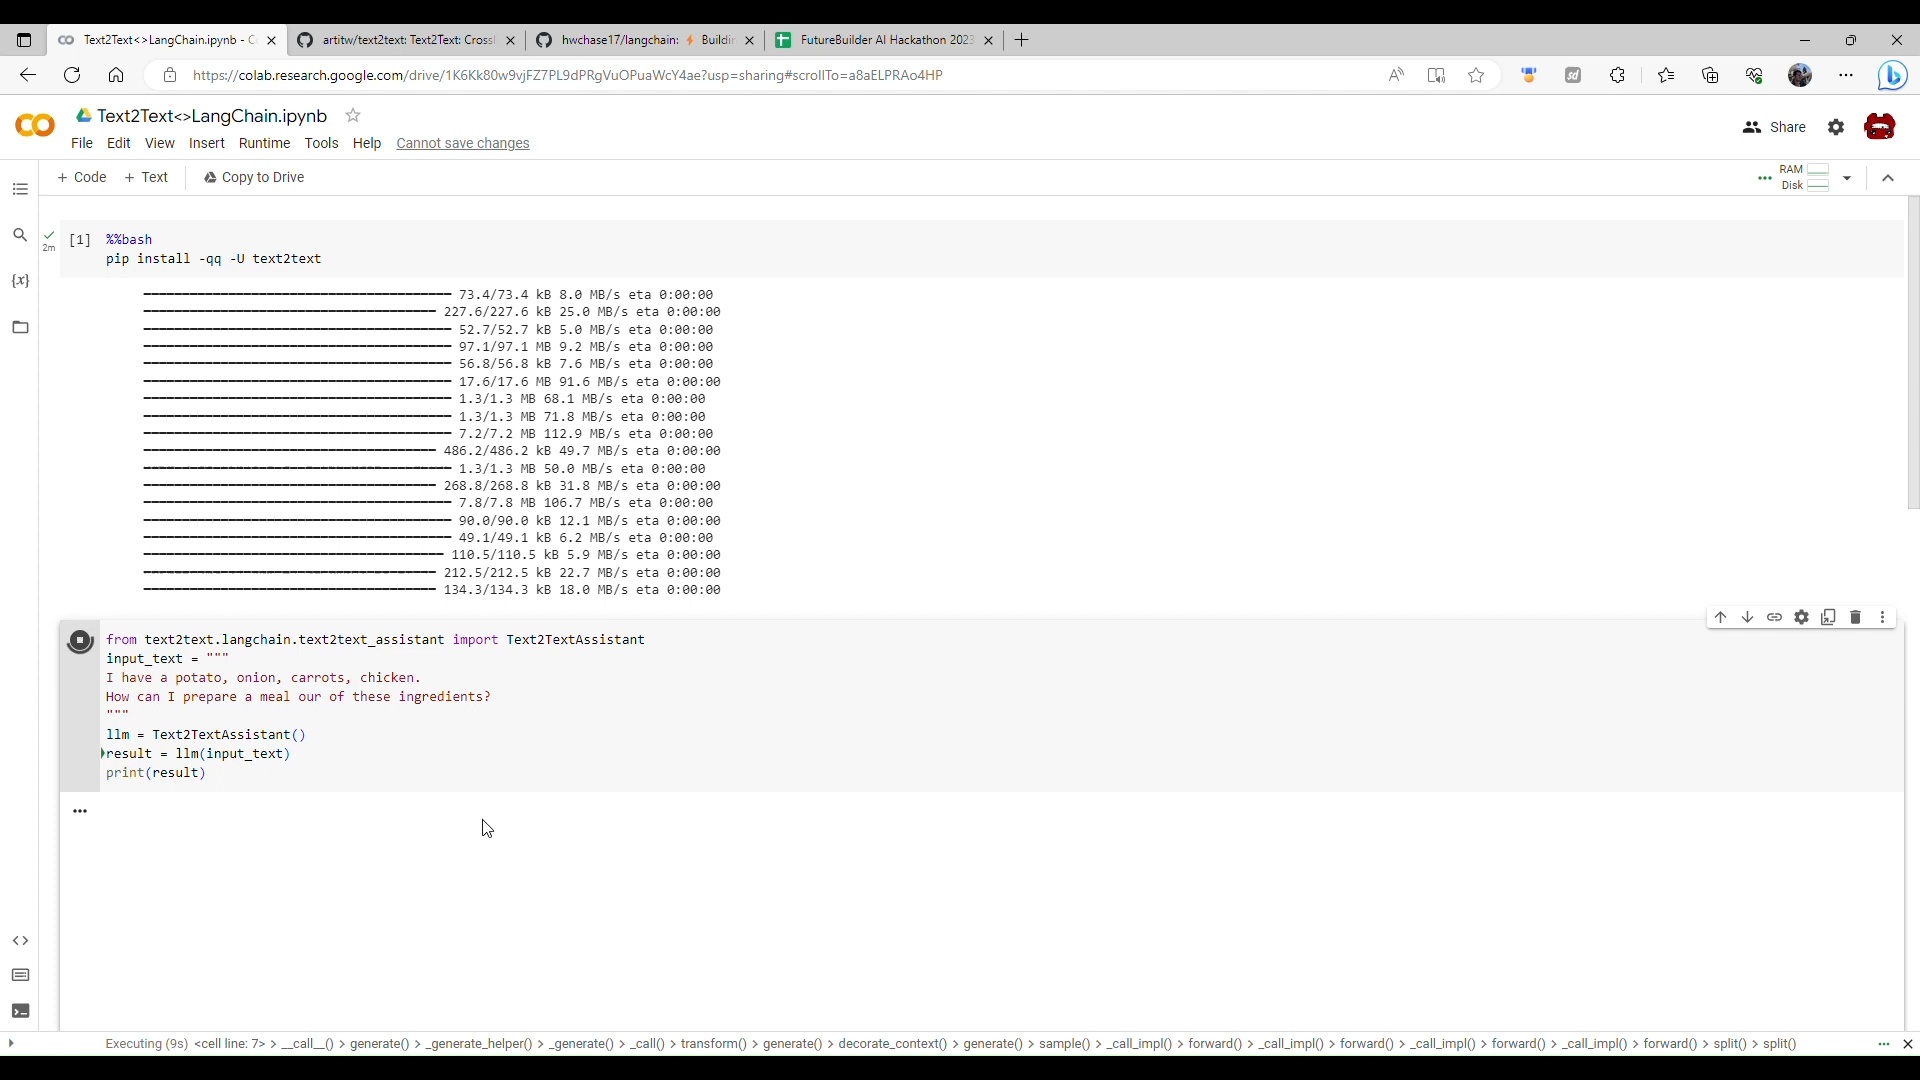 Text2Text<>LangChain.ipynb - C
artitw/text2text: Text2Text: Cross
hwchase17/langchain: ⚡ Buildin
FutureBuilder AI Hackathon 2023
https://colab.research.google.com/drive/1K6Kk80w9vjFZ7PL9dPRgVuOPuaWcY4ae?usp=sharing#scrollTo=a8aELPRAo4HP
Text2Text<>LangChain.ipynb
Share
File Edit View Insert Runtime Tools Help Cannot save changes
+ Code + Text Copy to Drive
RAM
Disk
2m
[1] %%bash
pip install -qq -U text2text
73.4/73.4 kB 8.0 MB/s eta 0:00:00
227.6/227.6 kB 25.0 MB/s eta 0:00:00
52.7/52.7 kB 5.0 MB/s eta 0:00:00
97.1/97.1 MB 9.2 MB/s eta 0:00:00
56.8/56.8 kB 7.6 MB/s eta 0:00:00
17.6/17.6 MB 91.6 MB/s eta 0:00:00
1.3/1.3 MB 68.1 MB/s eta 0:00:00
1.3/1.3 MB 71.8 MB/s eta 0:00:00
7.2/7.2 MB 112.9 MB/s eta 0:00:00
486.2/486.2 kB 49.7 MB/s eta 0:00:00
1.3/1.3 MB 50.0 MB/s eta 0:00:00
268.8/268.8 kB 31.8 MB/s eta 0:00:00
7.8/7.8 MB 106.7 MB/s eta 0:00:00
90.0/90.0 kB 12.1 MB/s eta 0:00:00
49.1/49.1 kB 6.2 MB/s eta 0:00:00
110.5/110.5 kB 5.9 MB/s eta 0:00:00
212.5/212.5 kB 22.7 MB/s eta 0:00:00
134.3/134.3 kB 18.0 MB/s eta 0:00:00
from text2text.langchain.text2text_assistant import Text2TextAssistant
input_text = """
I have a potato, onion, carrots, chicken.
How can I prepare a meal our of these ingredients?
"""
llm = Text2TextAssistant()
result = llm(input_text)
print(result)
Executing (9s) <cell line: 7> > __call__() > generate() > _generate_helper() > _generate() > _call() > transform() > generate() > decorate_context() > generate() > sample() > _call_impl() > forward() > _call_impl() > forward() > _call_impl() > forward() > _call_impl() > forward() > split() > split()